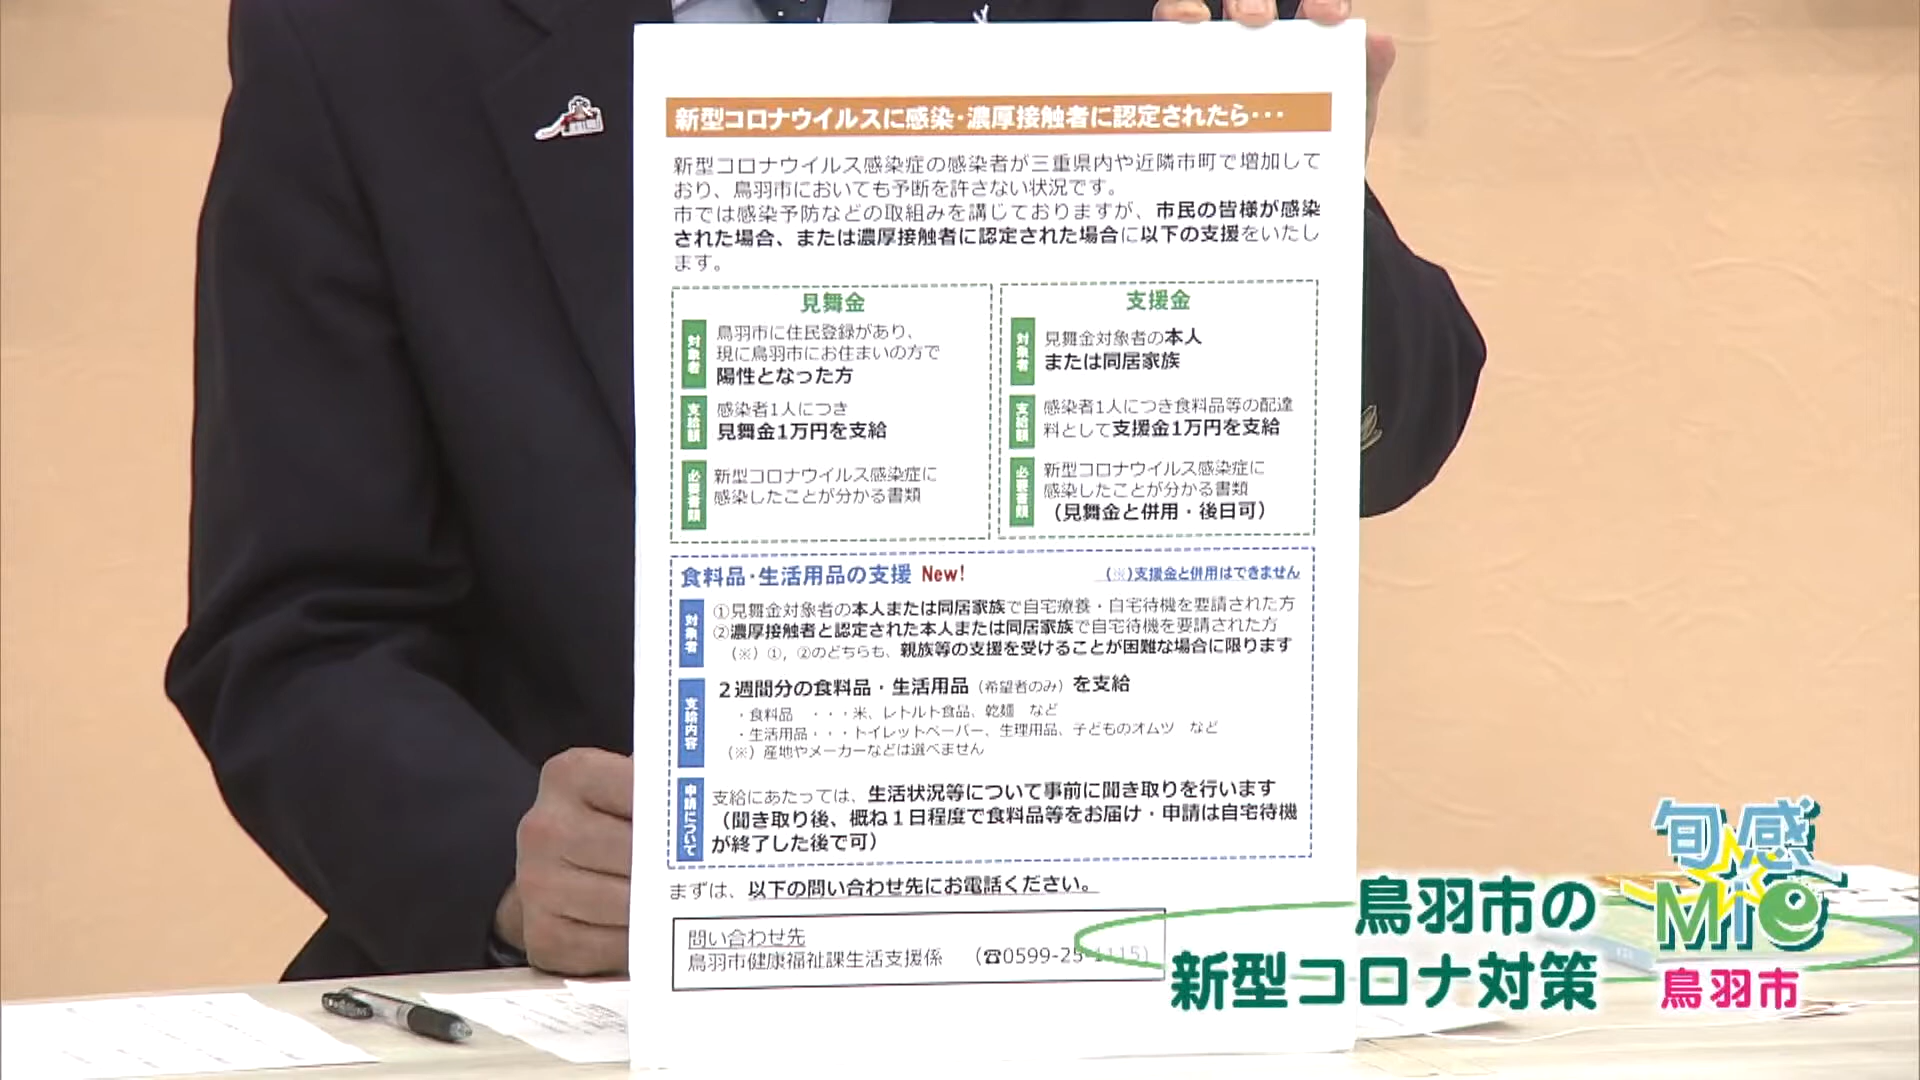 新型コロナウイルスに感染・濃厚接触者に認定されたら・・・
新型コロナウイルス感染症の感染者が三重県内や近隣市町で増加して
おり、鳥羽市においても予断を許さない状況です。
市では感染予防などの取組みを講じておりますが、市民の皆様が感染
された場合、または濃厚接触者に認定された場合に以下の支援をいたし
ます。
見舞金
対象者
鳥羽市に住民登録があり、
現に鳥羽市にお住まいの方で
陽性となった方
支給額
感染者1人につき
見舞金1万円を支給
必要書類
新型コロナウイルス感染症に
感染したことが分かる書類
支援金
対象者
見舞金対象者の本人
または同居家族
支給額
感染者1人につき食料品等の配達
料として支援金1万円を支給
必要書類
新型コロナウイルス感染症に
感染したことが分かる書類
（見舞金と併用・後日可）
食料品・生活用品の支援 New!
（※）支援金と併用はできません
対象者
①見舞金対象者の本人または同居家族で自宅療養・自宅待機を要請された方
②濃厚接触者と認定された本人または同居家族で自宅待機を要請された方
（※）①，②のどちらも、親族等の支援を受けることが困難な場合に限ります
支給内容
２週間分の食料品・生活用品（希望者のみ）を支給
・食料品　・・・米、レトルト食品、乾麺　など
・生活用品・・・トイレットペーパー、生理用品、子どものオムツ　など
（※）産地やメーカーなどは選べません
申請について
支給にあたっては、生活状況等について事前に聞き取りを行います
（聞き取り後、概ね１日程度で食料品等をお届け・申請は自宅待機
が終了した後で可）
まずは、以下の問い合わせ先にお電話ください。
問い合わせ先
鳥羽市健康福祉課生活支援係　（☎0599-25-1115）
鳥羽市の
新型コロナ対策
旬感
Mie
鳥羽市